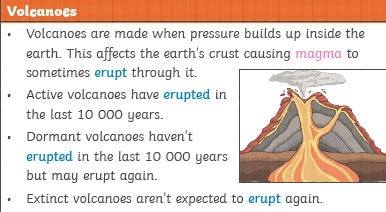 Volcanoes
• Volcanoes are made when pressure builds up inside the
earth. This affects the earth's crust causing magma to
sometimes erupt through it.
• Active volcanoes have erupted in
the last 10 000 years.
• Dormant volcanoes haven't
erupted in the last 10 000 years
but may erupt again.
• Extinct volcanoes aren't expected to erupt again.